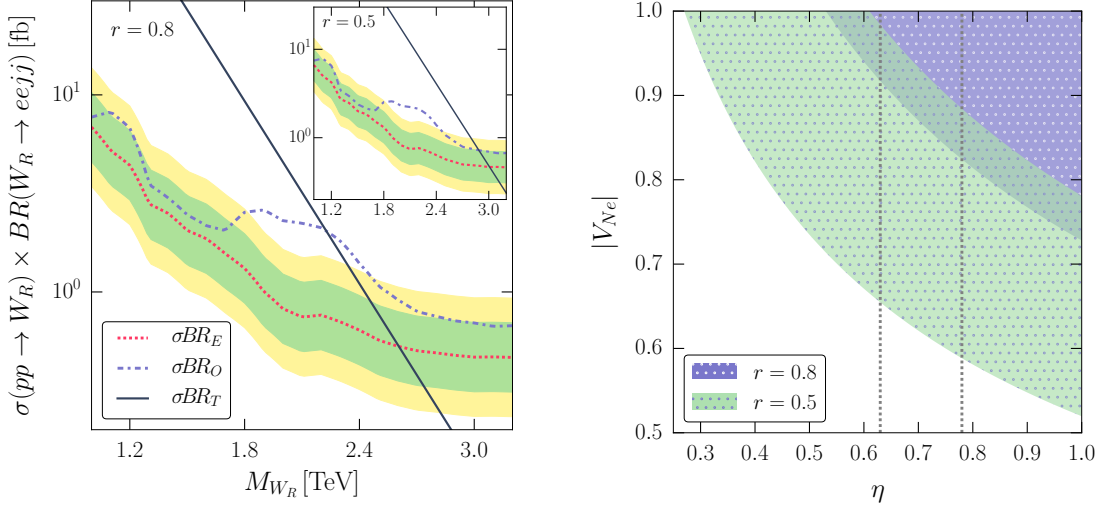 σ(pp → W_R) × BR(W_R → eejj) [fb]
r = 0.8
10^1
10^0
1.2 1.8 2.4 3.0
M_{W_R} [TeV]
σBR_E
σBR_O
σBR_T
r = 0.5
10^1
10^0
1.2 1.8 2.4 3.0
|V_{Ne}|
1.0
0.9
0.8
0.7
0.6
0.5
r = 0.8
r = 0.5
0.3 0.4 0.5 0.6 0.7 0.8 0.9 1.0
η